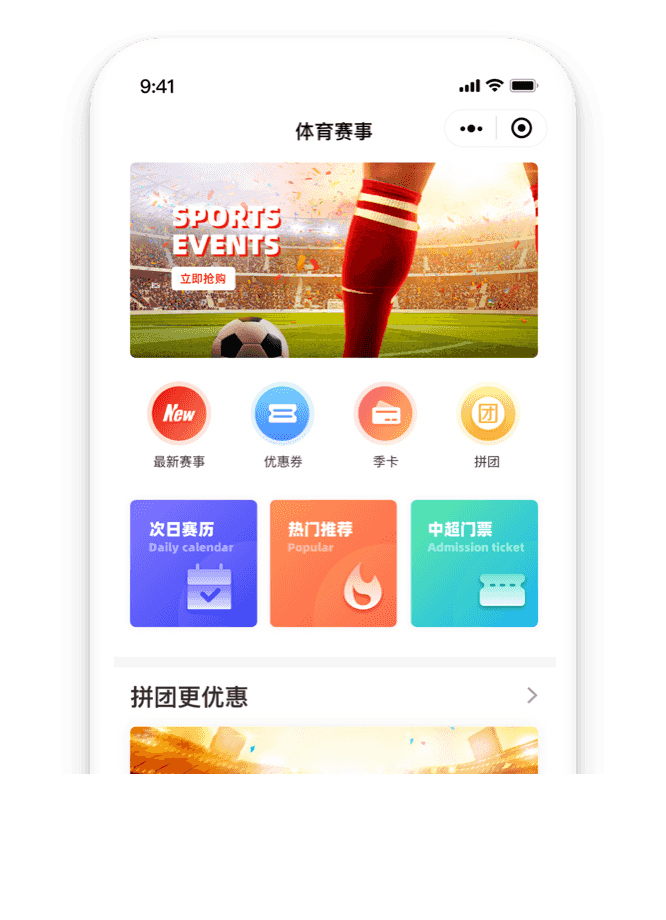 9:41
体育赛事
SPORTS
EVENTS
立即抢购
New
团
最新赛事
优惠券
季卡
拼团
次日赛历
Daily calendar
热门推荐
Popular
中超门票
Admission ticket
拼团更优惠